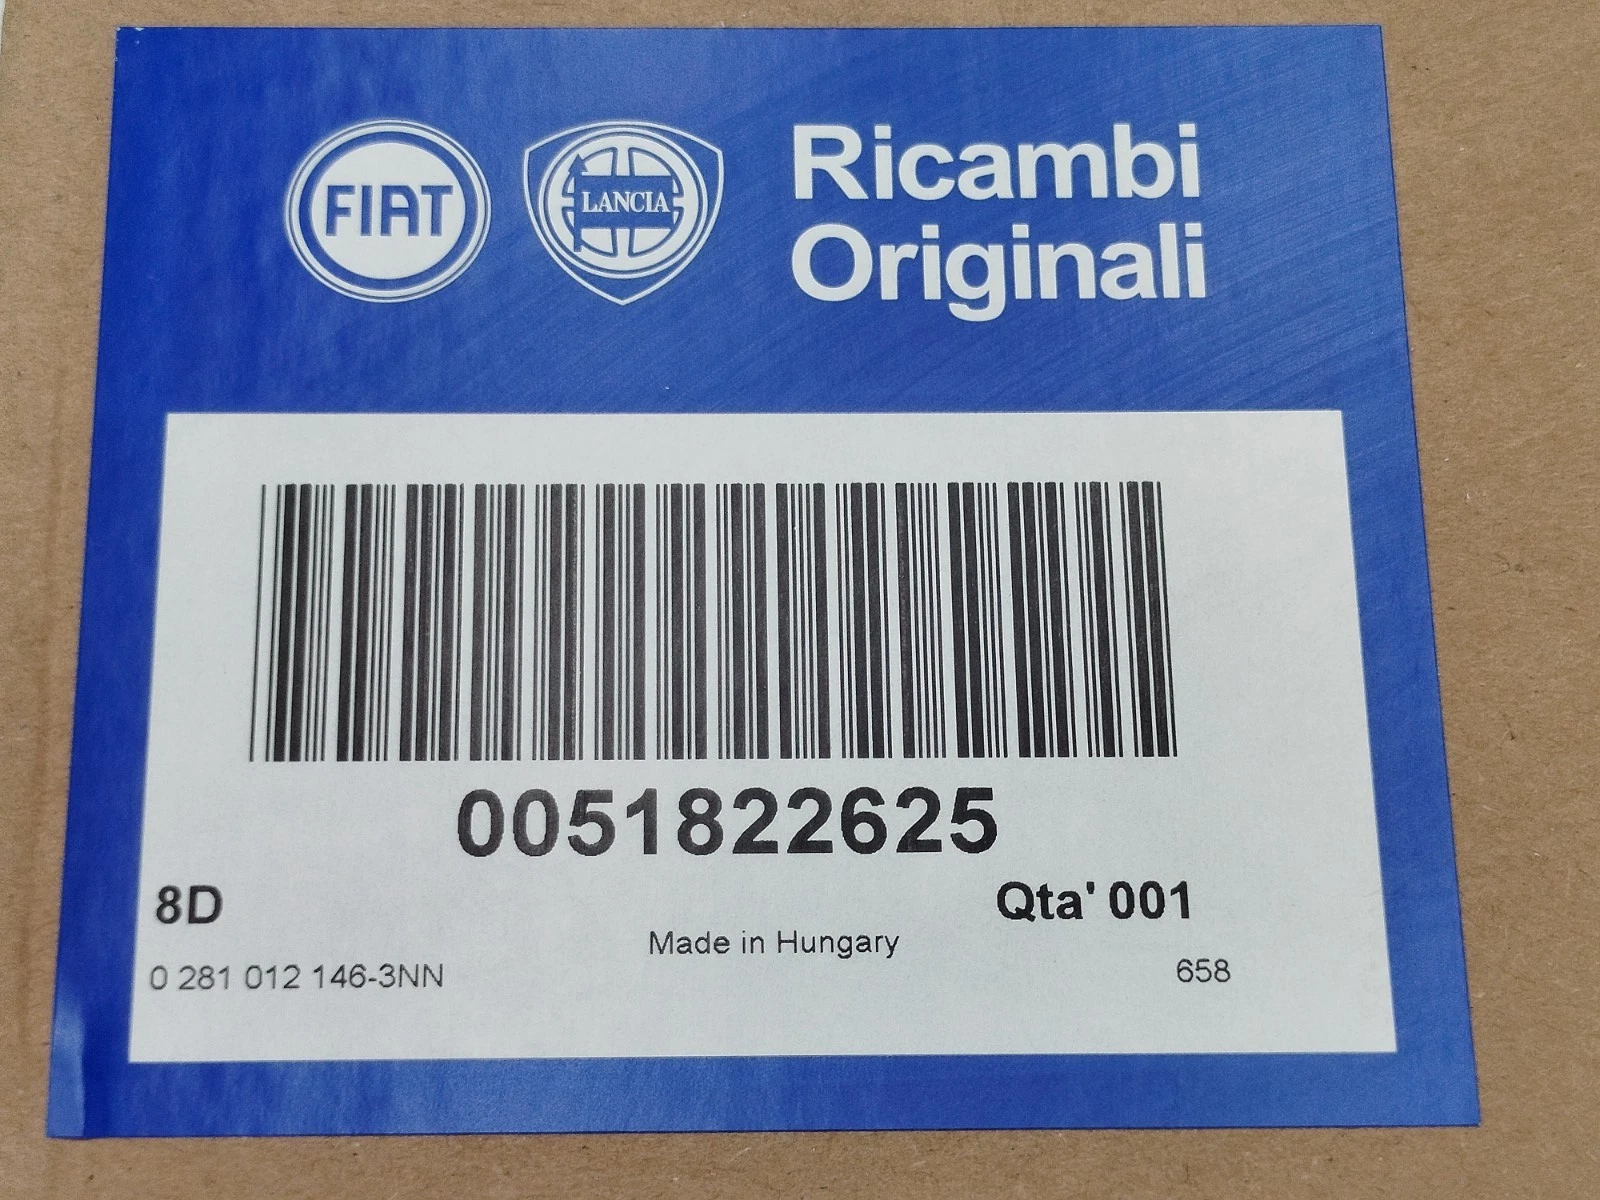 FIAT
LANCIA
Ricambi
Originali
0051822625
8D
Qta' 001
Made in Hungary
0 281 012 146-3NN
658